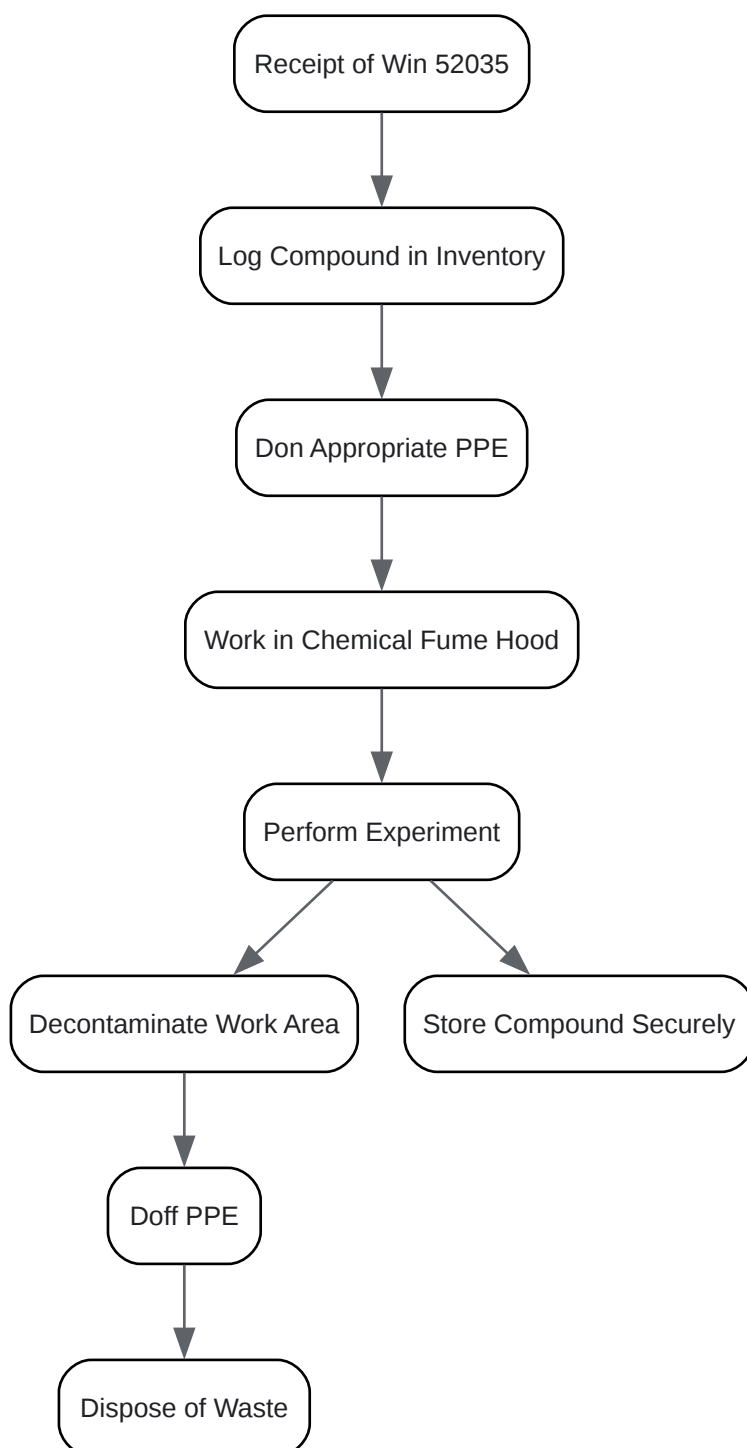 Receipt of Win 52035
Log Compound in Inventory
Don Appropriate PPE
Work in Chemical Fume Hood
Perform Experiment
Decontaminate Work Area
Store Compound Securely
Doff PPE
Dispose of Waste